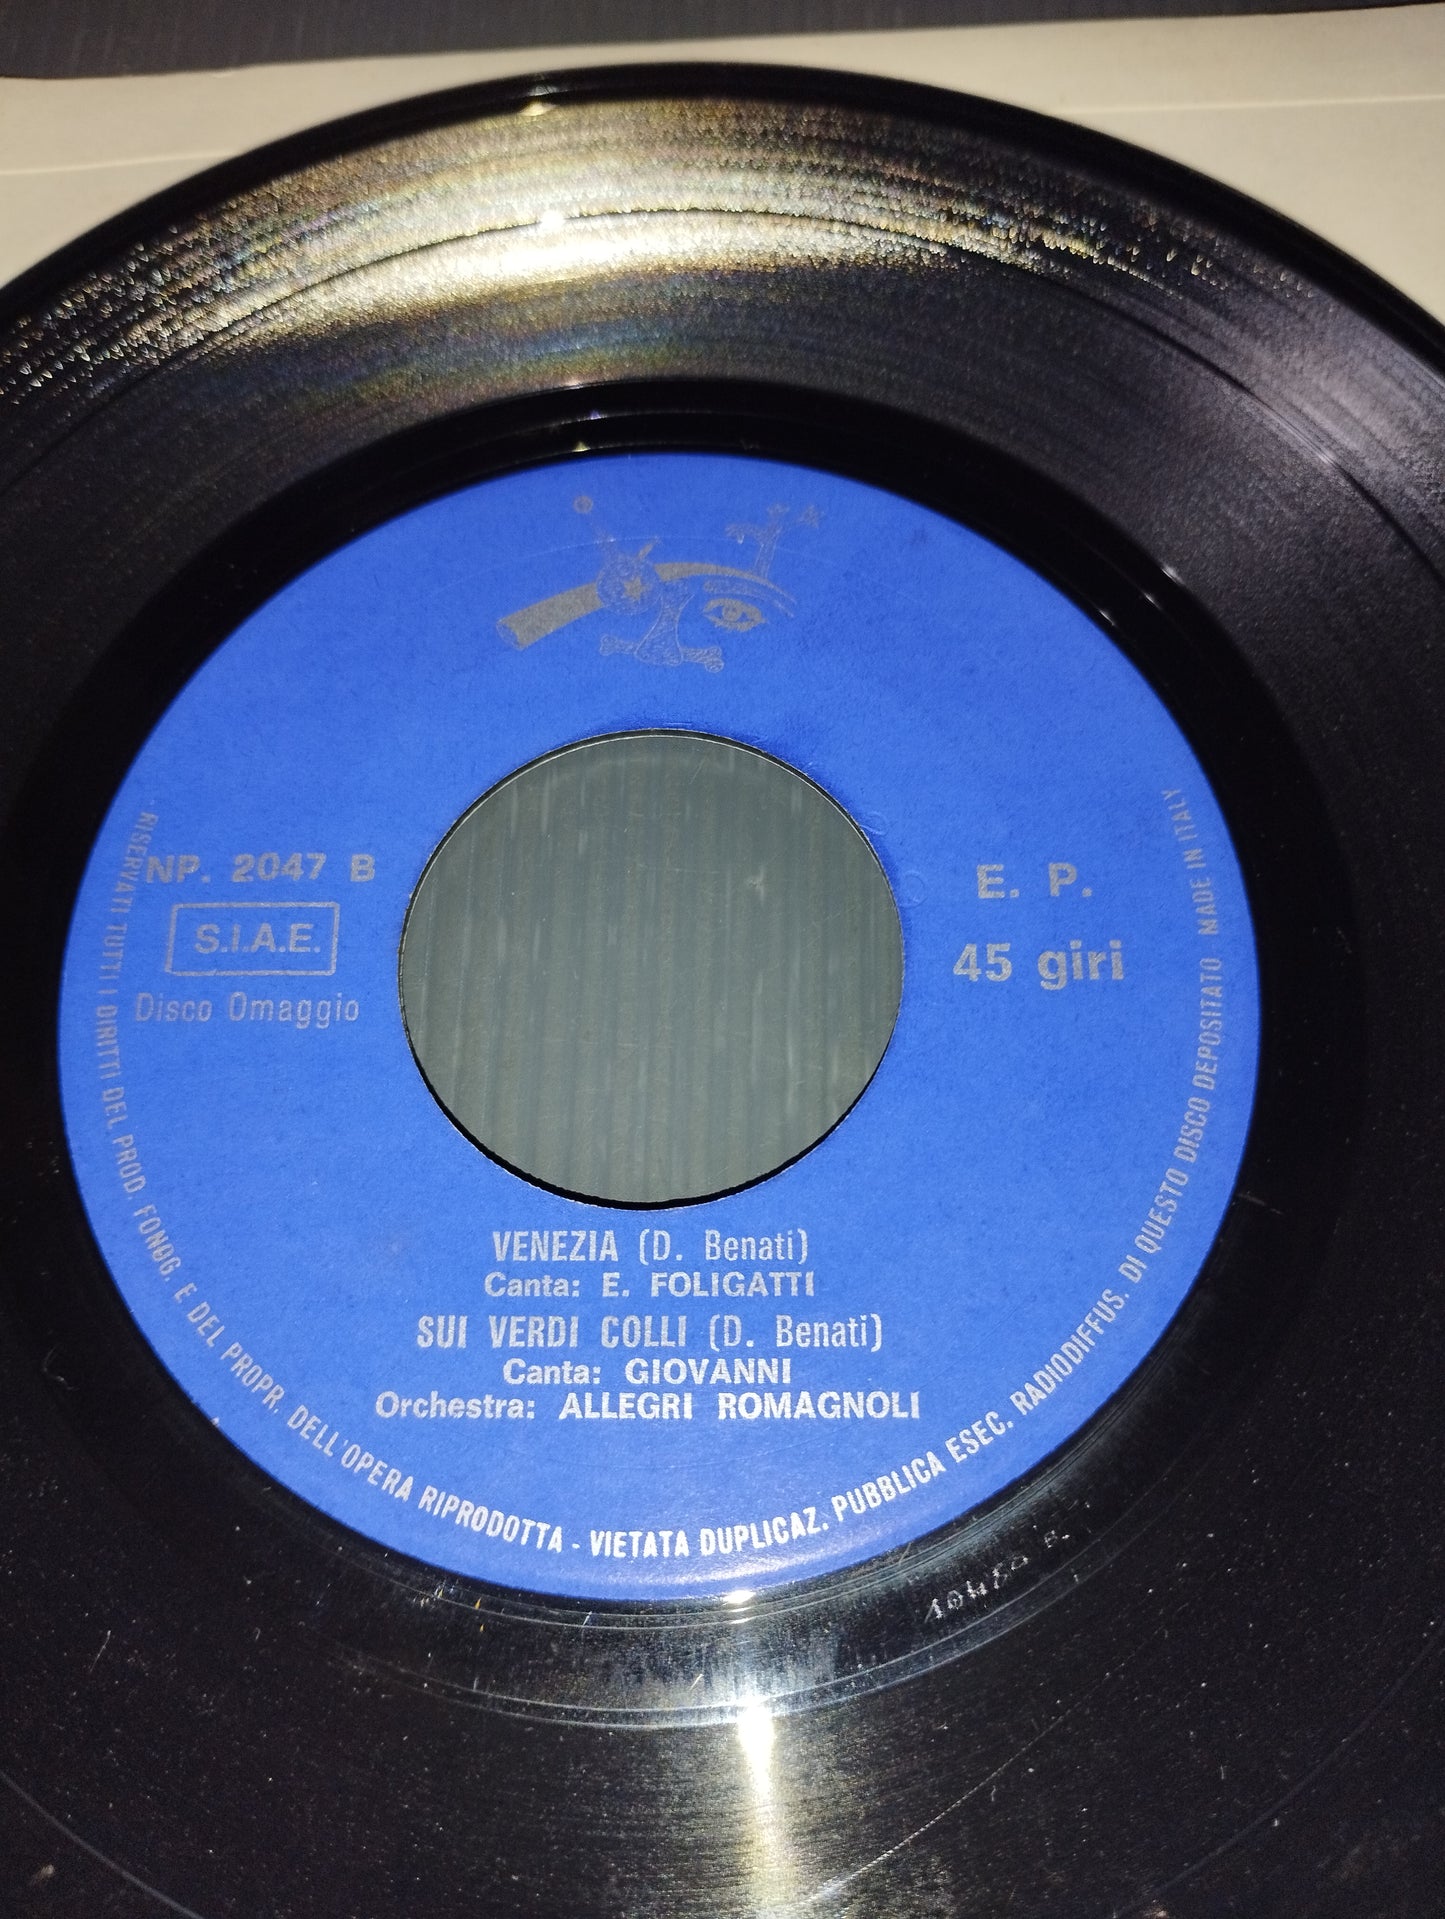 NP. 2047 B
S.I.A.E.
Disco Omaggio
E. P.
45 giri
VENEZIA (D. Benati)
Canta: E. FOLIGATTI
SUI VERDI COLLI (D. Benati)
Canta: GIOVANNI
Orchestra: ALLEGRI ROMAGNOLI
RISERVATI TUTTI I DIRITTI DEL PROD. FONGG. E DEL PROPR. DELL'OPERA RIPRODOTTA - VIETATA DUPLICAZ. PUBBLICA ESEC. RADIODIFFUS. DI QUESTO DISCO DEPOSITATO MADE IN ITALY